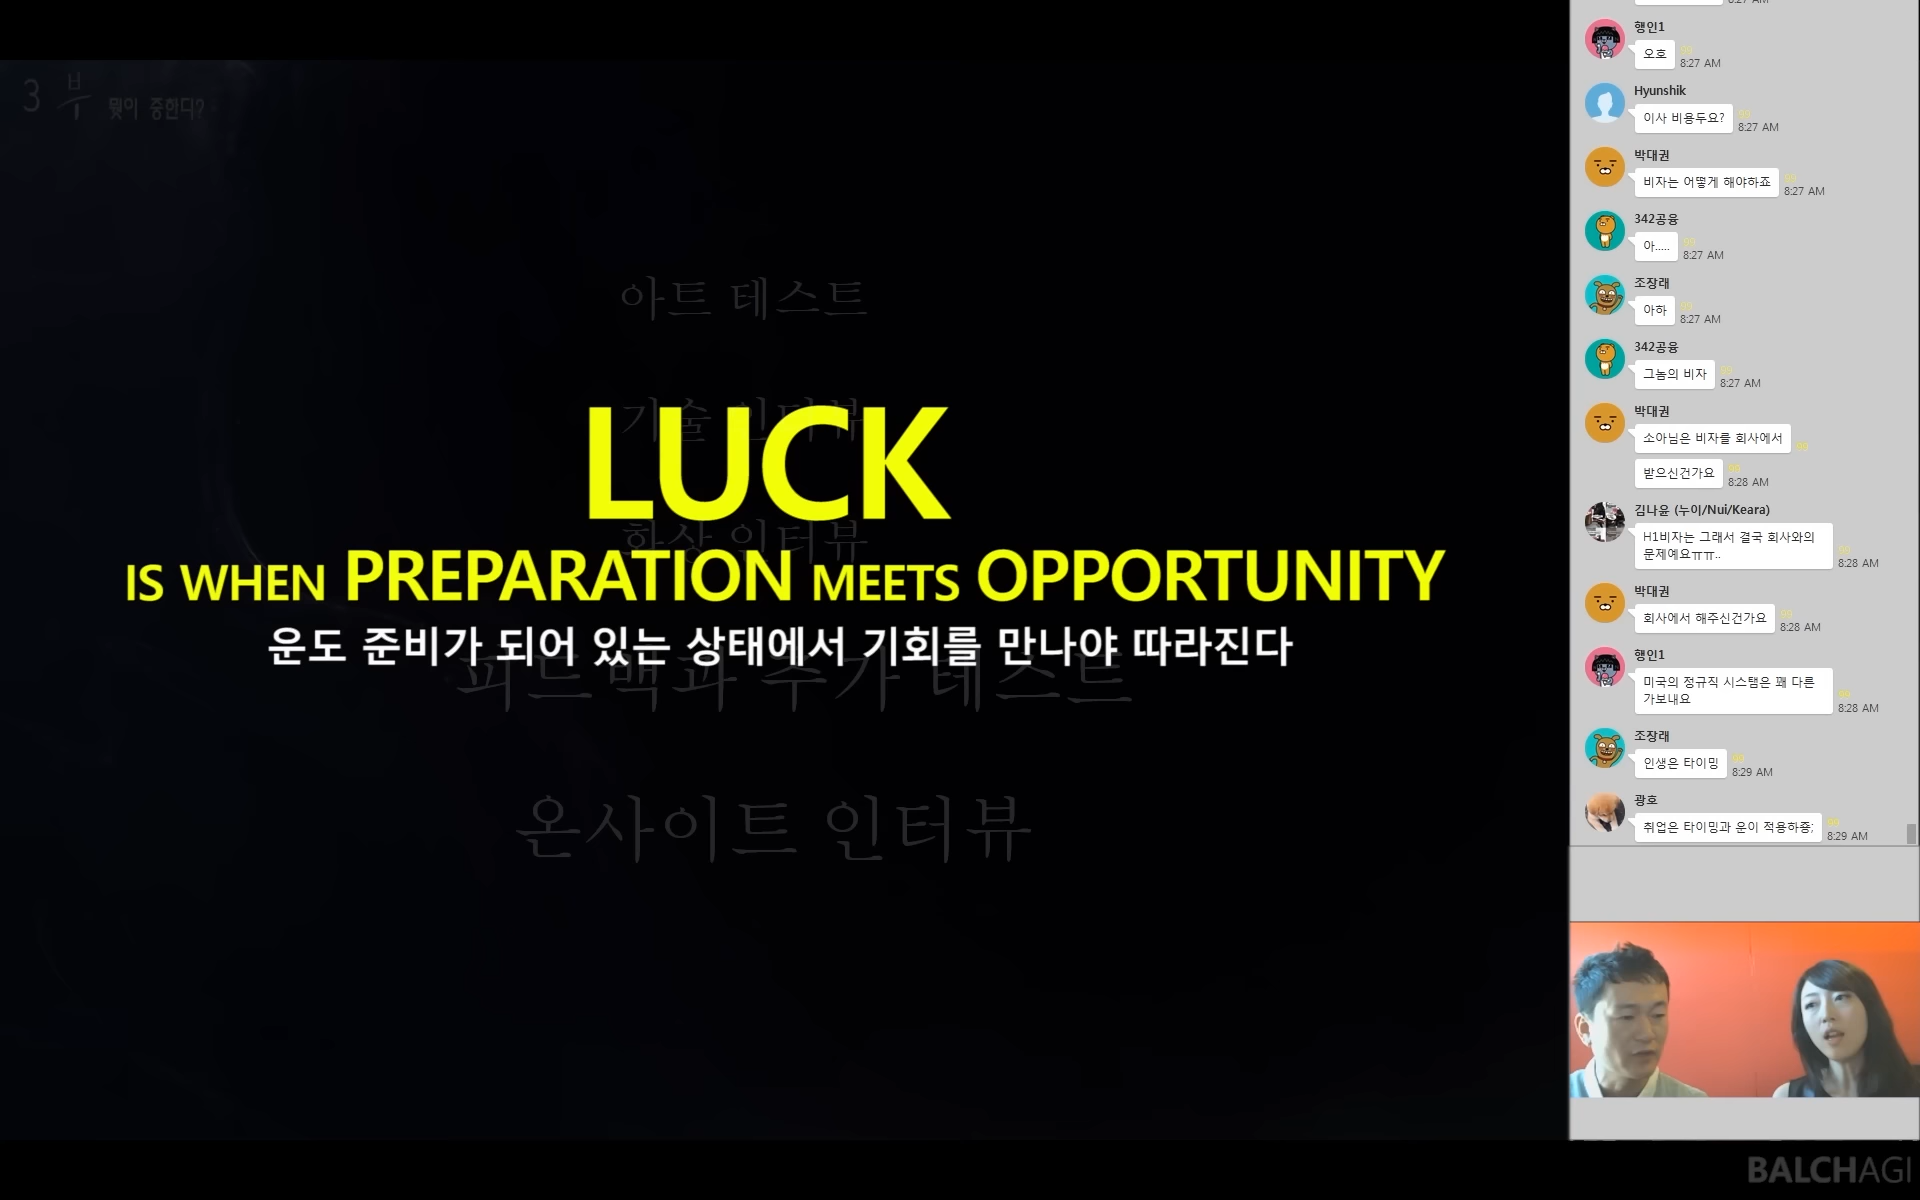 3 부 뭣이 중한디?
아트 테스트
기술 인터뷰
LUCK
화상 인터뷰
IS WHEN PREPARATION MEETS OPPORTUNITY
운도 준비가 되어 있는 상태에서 기회를 만나야 따라진다
피드백과 추가 테스트
온사이트 인터뷰
8:27 AM
행인1
오호
8:27 AM
Hyunshik
이사 비용두요?
8:27 AM
박대권
비자는 어떻게 해야하죠
8:27 AM
342공융
아.....
8:27 AM
조장래
아하
8:27 AM
342공융
그놈의 비자
8:27 AM
박대권
소아님은 비자를 회사에서
받으신건가요
8:28 AM
김나윤 (누이/Nui/Keara)
H1비자는 그래서 결국 회사와의
문제예요ㅠㅠ..
8:28 AM
박대권
회사에서 해주신건가요
8:28 AM
행인1
미국의 정규직 시스탬은 꽤 다른
가보내요
8:28 AM
조장래
인생은 타이밍
8:29 AM
광호
취업은 타이밍과 운이 적용하죵;
8:29 AM
BALCHAGI